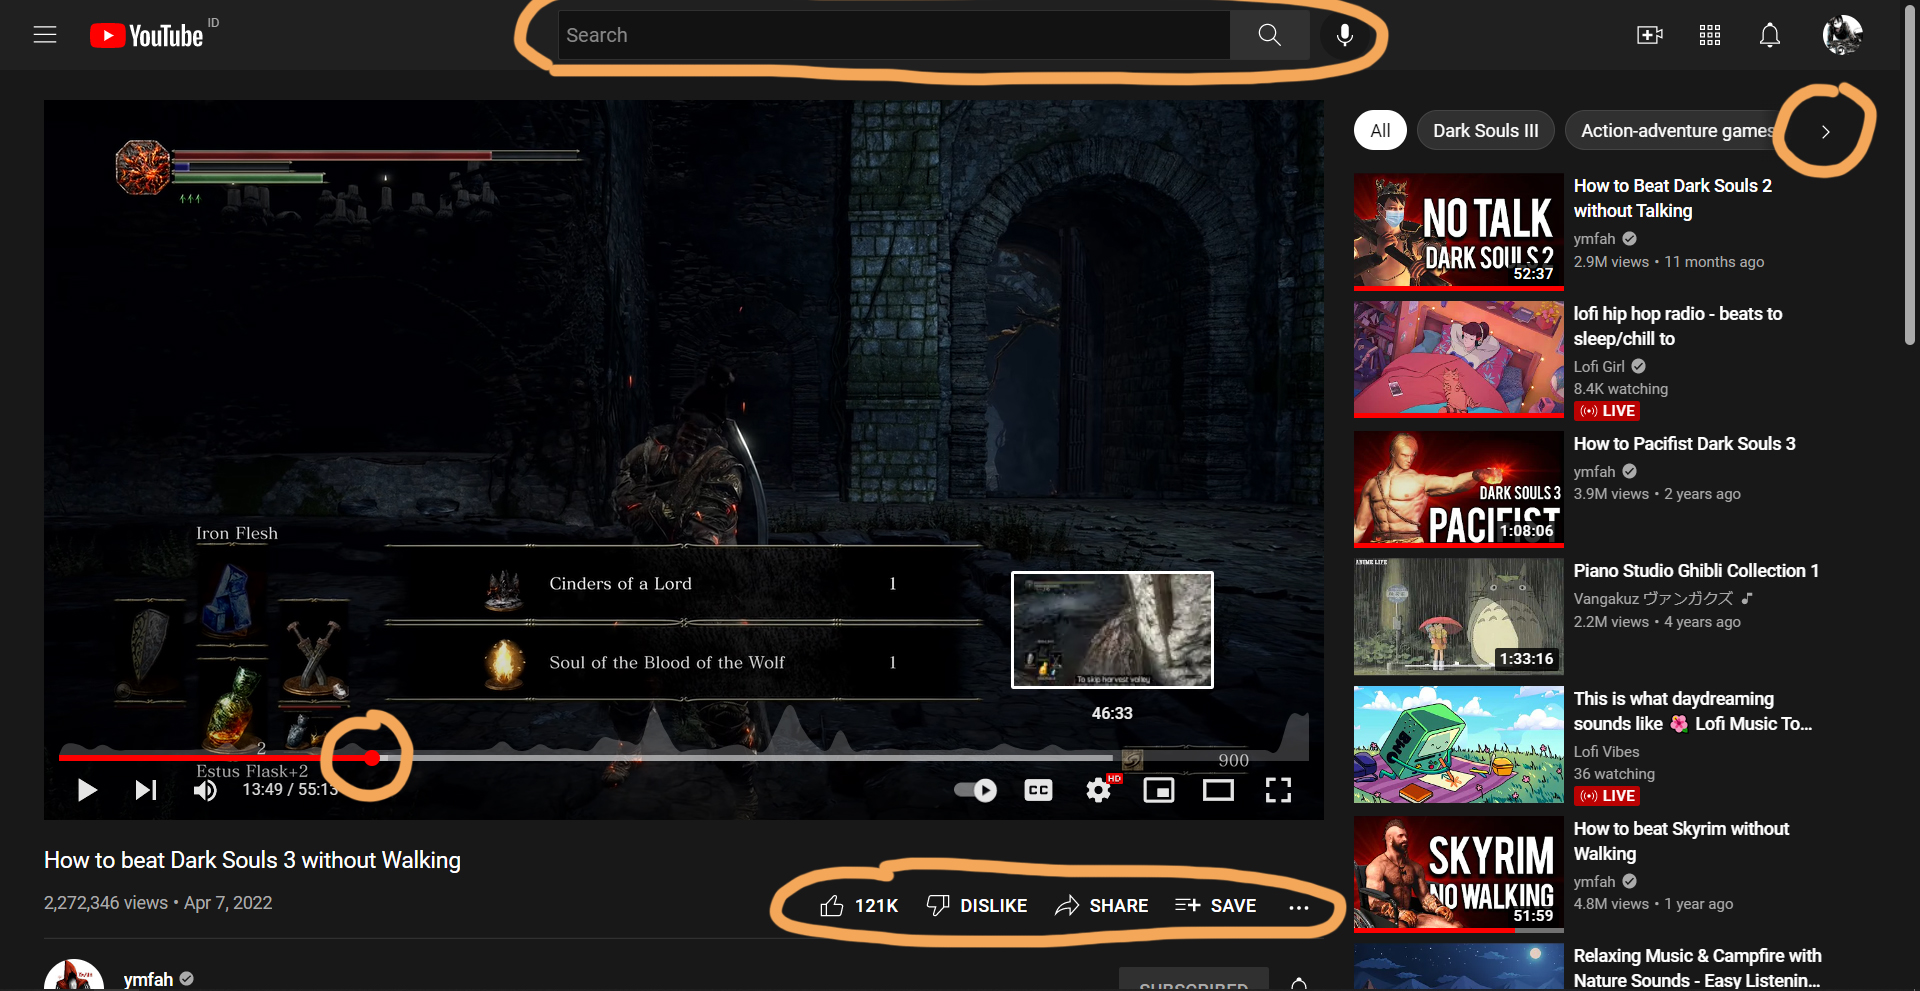 YouTube ID
Search
All
Dark Souls III
Action-adventure games
Iron Flesh
Cinders of a Lord 1
Soul of the Blood of the Wolf 1
2
Estus Flask+2
To skip harvest valley
46:33
900
13:49 / 55:13
CC
HD
How to beat Dark Souls 3 without Walking
2,272,346 views • Apr 7, 2022
121K
DISLIKE
SHARE
SAVE
ymfah
SUBSCRIBED
NO TALK
DARK SOULS 2
52:37
How to Beat Dark Souls 2
without Talking
ymfah
2.9M views • 11 months ago
lofi hip hop radio - beats to
sleep/chill to
Lofi Girl
8.4K watching
LIVE
DARK SOULS 3
PACIFIST
1:08:06
How to Pacifist Dark Souls 3
ymfah
3.9M views • 2 years ago
ANIME LIFE
1:33:16
Piano Studio Ghibli Collection 1
Vangakuz ヴァンガクズ
2.2M views • 4 years ago
BMO
This is what daydreaming
sounds like 🌺 Lofi Music To...
Lofi Vibes
36 watching
LIVE
SKYRIM
NO WALKING
51:59
How to beat Skyrim without
Walking
ymfah
4.8M views • 1 year ago
Relaxing Music & Campfire with
Nature Sounds - Easy Listenin...